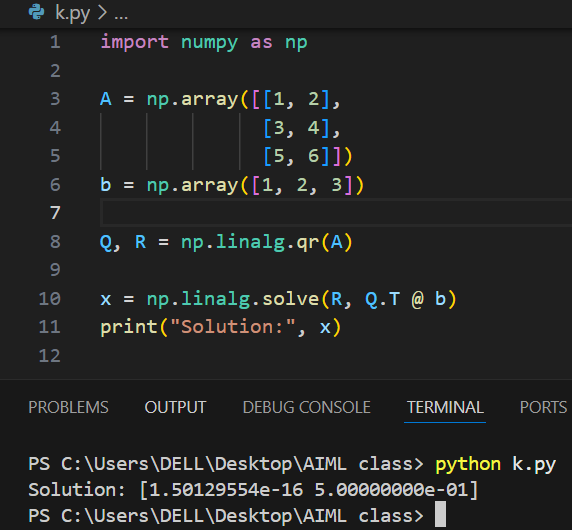 k.py > ...
1 import numpy as np
2
3 A = np.array([[1, 2],
4 [3, 4],
5 [5, 6]])
6 b = np.array([1, 2, 3])
7
8 Q, R = np.linalg.qr(A)
9
10 x = np.linalg.solve(R, Q.T @ b)
11 print("Solution:", x)
12
PROBLEMS OUTPUT DEBUG CONSOLE TERMINAL PORTS
PS C:\Users\DELL\Desktop\AIML class> python k.py
Solution: [1.50129554e-16 5.00000000e-01]
PS C:\Users\DELL\Desktop\AIML class>